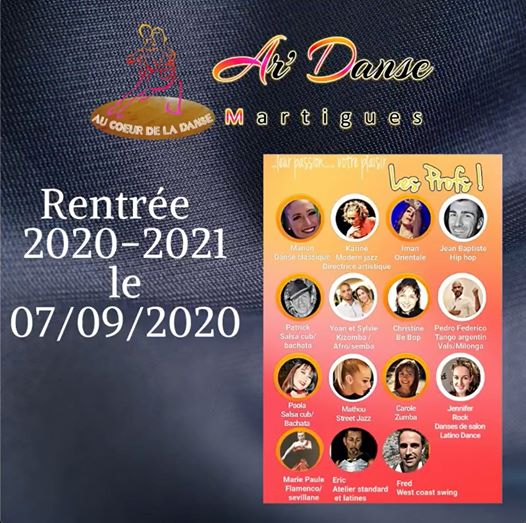 Ar' Danse
AU COEUR DE LA DANSE
Martigues
Rentrée
2020-2021
le
07/09/2020
...leur passion..... votre plaisir
Les Profs !
Marion
Danse classique
Karine
Modern jazz
Directrice artistique
Iman
Orientale
Jean Baptiste
Hip hop
Patrick
Salsa cub/
bachata
Yoan et Sylvie
Kizomba /
Afro/semba
Christine
Be Bop
Pedro Federico
Tango argentin
Vals/Milonga
Paola
Salsa cub/
Bachata
Mathou
Street Jazz
Carole
Zumba
Jennifer
Rock
Danses de salon
Latino Dance
Marie Paule
Flamenco/
sevillane
Eric
Atelier standard
et latines
Fred
West coast swing